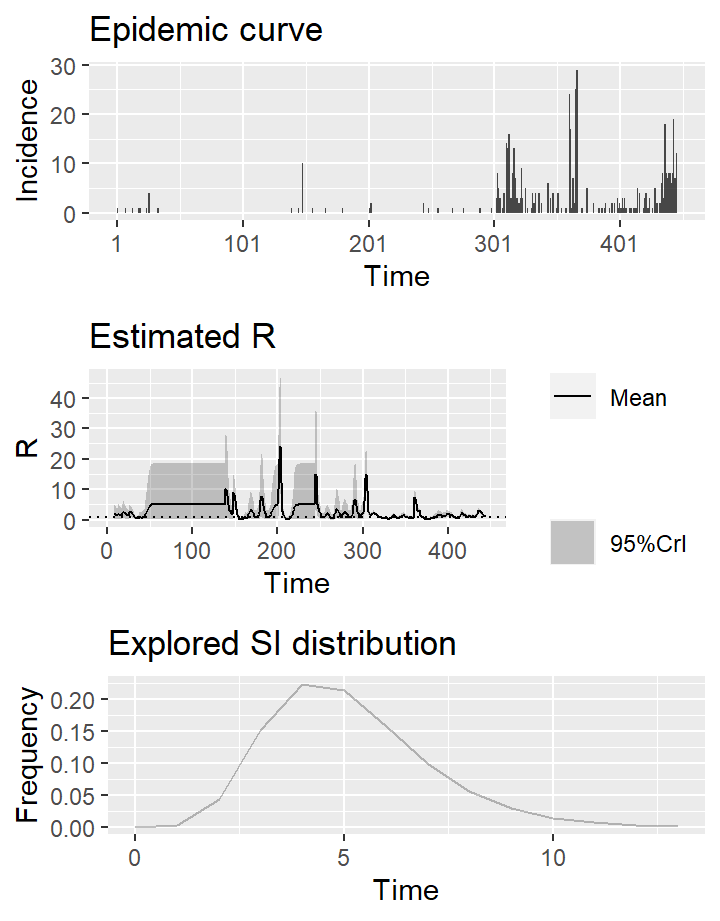 Epidemic curve
Incidence
30
20
10
0
1 101 201 301 401
Time
Estimated R
R
40
30
20
10
0
0 100 200 300 400
Time
Mean
95%CrI
Explored SI distribution
Frequency
0.20
0.15
0.10
0.05
0.00
0 5 10
Time